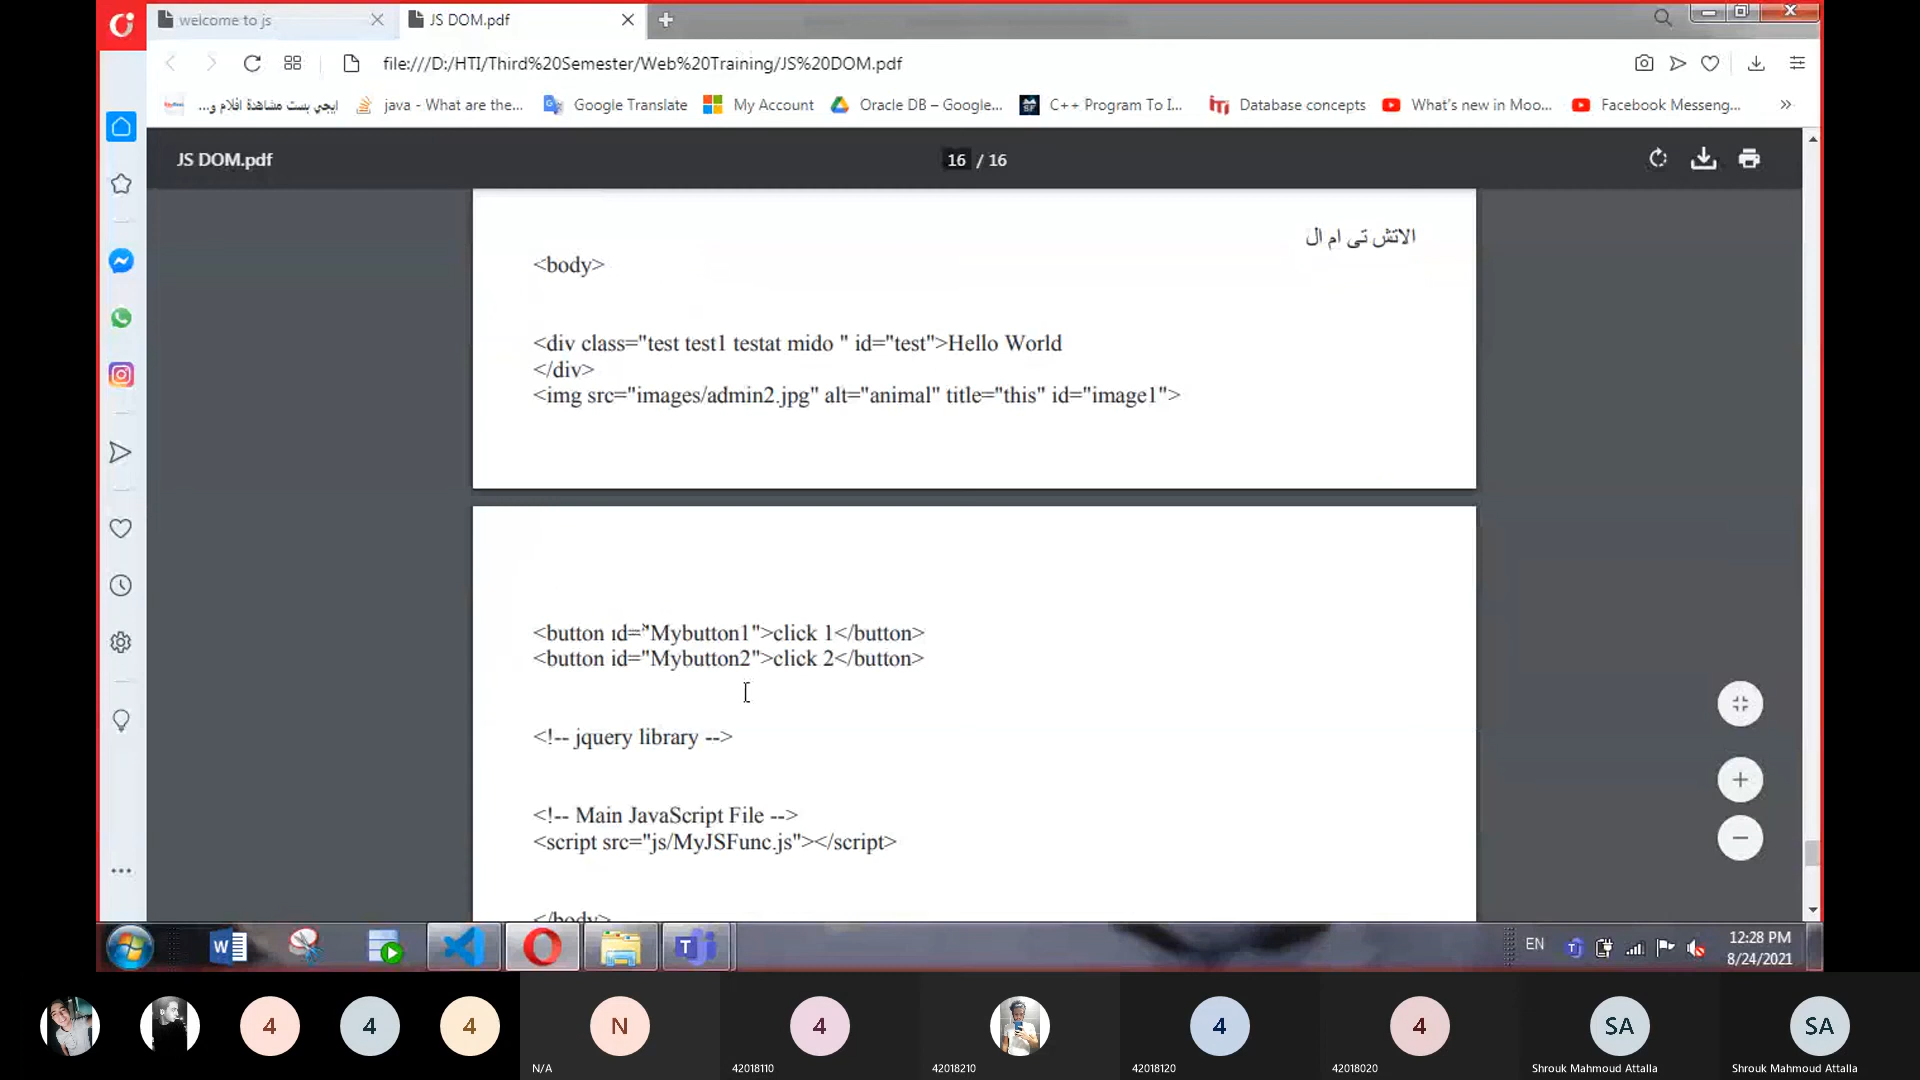 welcome to js
JS DOM.pdf
file:///D:/HTI/Third%20Semester/Web%20Training/JS%20DOM.pdf
ايجي بست مشاهدة افلام و...
java - What are the...
Google Translate
My Account
Oracle DB – Google...
C++ Program To I...
Database concepts
What's new in Moo...
Facebook Messeng...
JS DOM.pdf
16 / 16
الاتش تى ام ال
<body>
<div class="test test1 testat mido " id="test">Hello World
</div>
<img src="images/admin2.jpg" alt="animal" title="this" id="image1">
<button id="Mybutton1">click 1</button>
<button id="Mybutton2">click 2</button>
<!-- jquery library -->
<!-- Main JavaScript File -->
<script src="js/MyJSFunc.js"></script>
</body>
EN
12:28 PM
8/24/2021
4
4
4
N
4
4
4
SA
SA
N/A
42018110
42018210
42018120
42018020
Shrouk Mahmoud Attalla
Shrouk Mahmoud Attalla